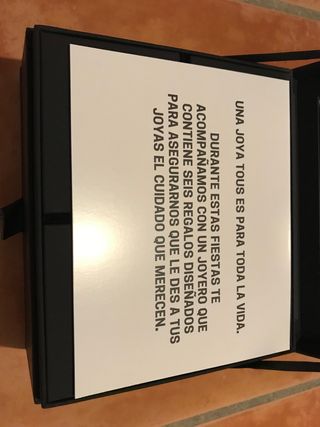 UNA JOYA TOUS ES PARA TODA LA VIDA.
DURANTE ESTAS FIESTAS TE
ACOMPAÑAMOS CON UN JOYERO QUE
CONTIENE SEIS REGALOS DISEÑADOS
PARA ASEGURARNOS QUE LE DES A TUS
JOYAS EL CUIDADO QUE MERECEN.